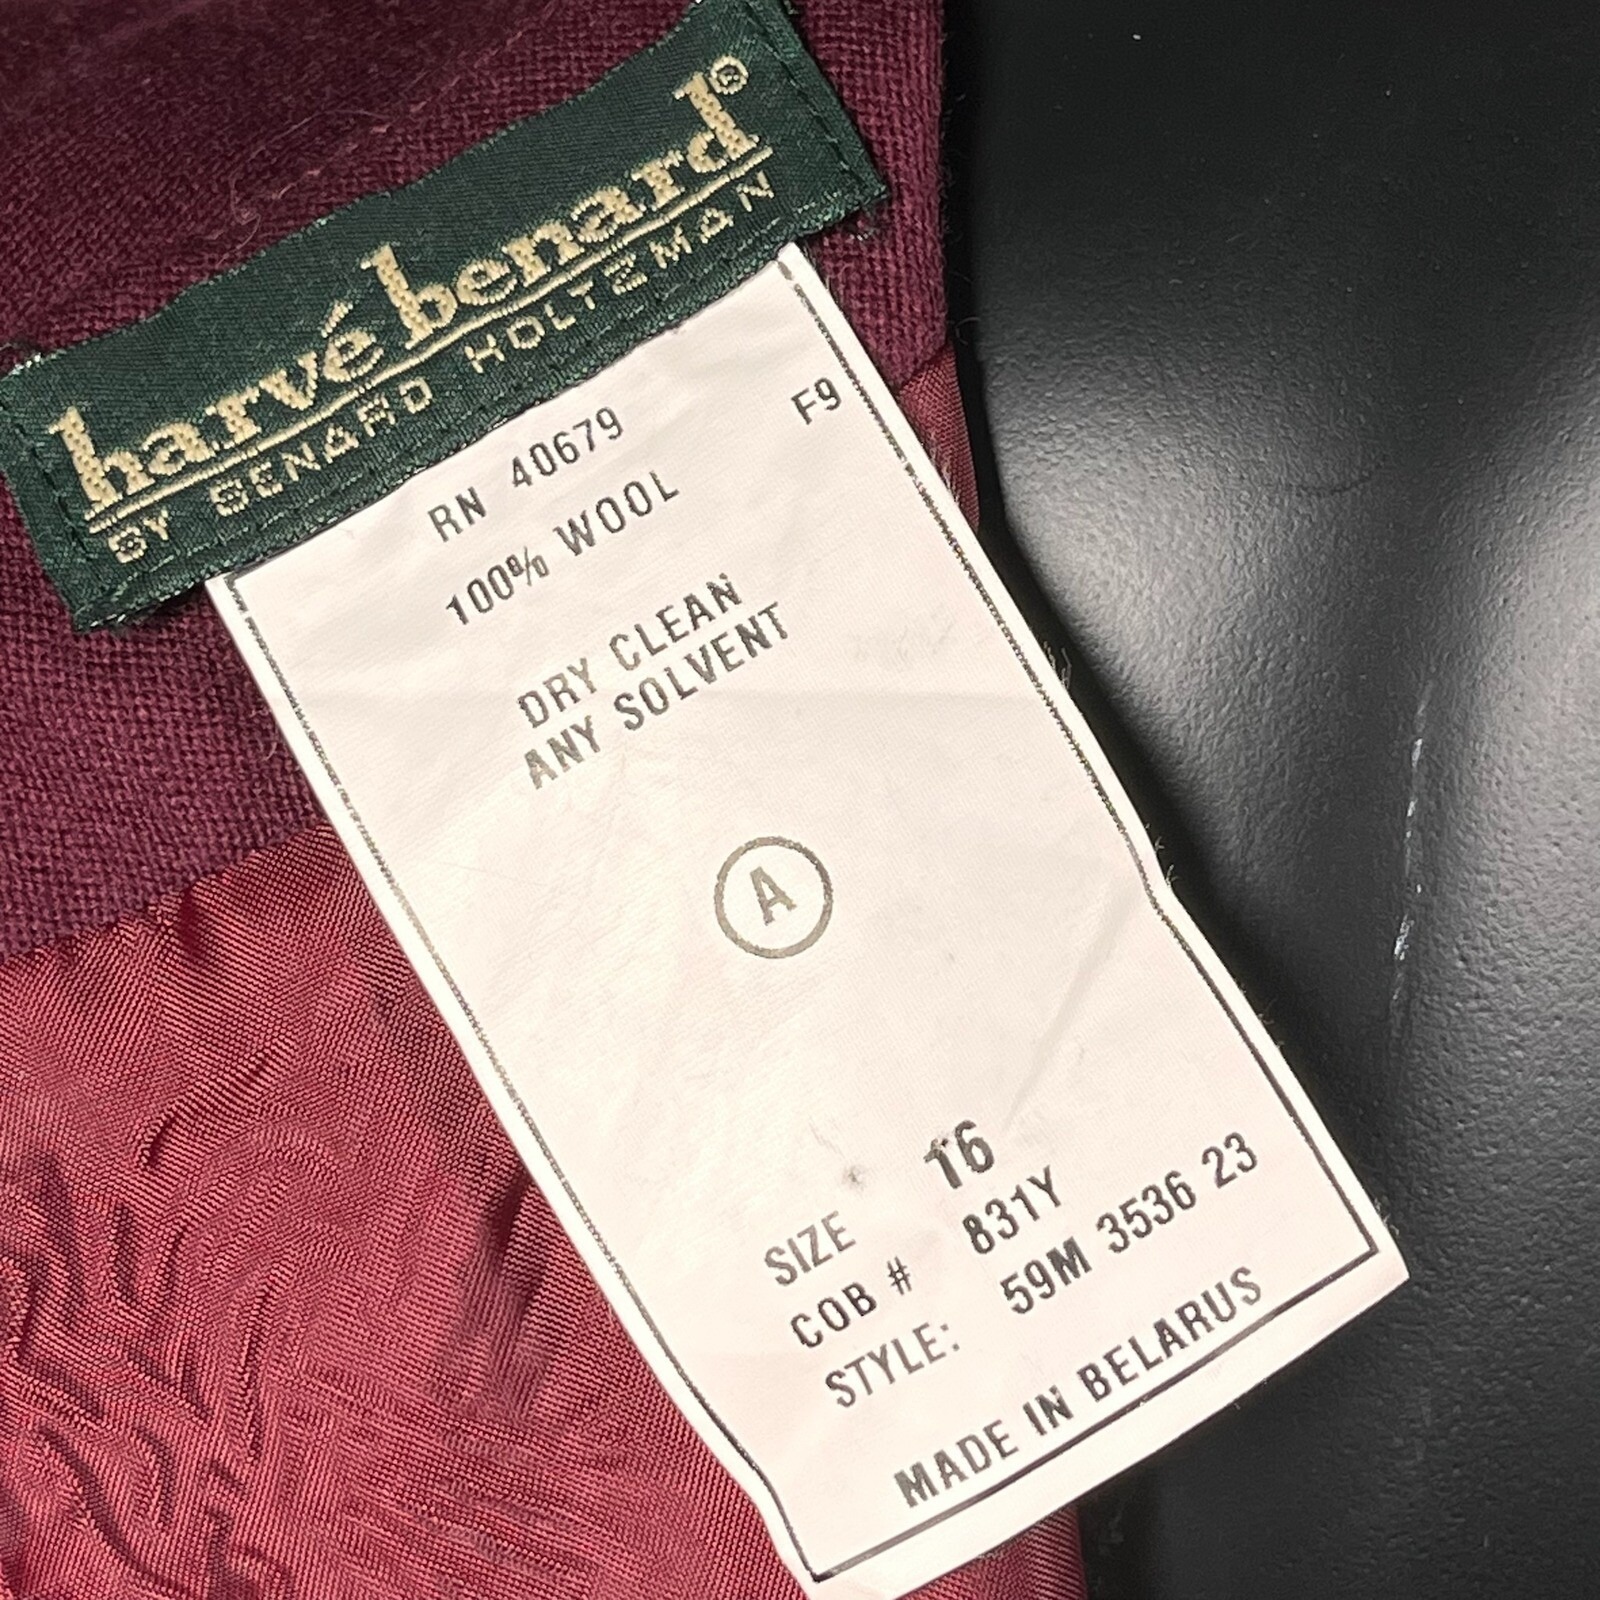 harvé benard®
BY BENARD HOLTZMAN
RN 40679 F9
100% WOOL
DRY CLEAN
ANY SOLVENT
A
SIZE 16
COB # 831Y
STYLE: 59M 3536 23
MADE IN BELARUS